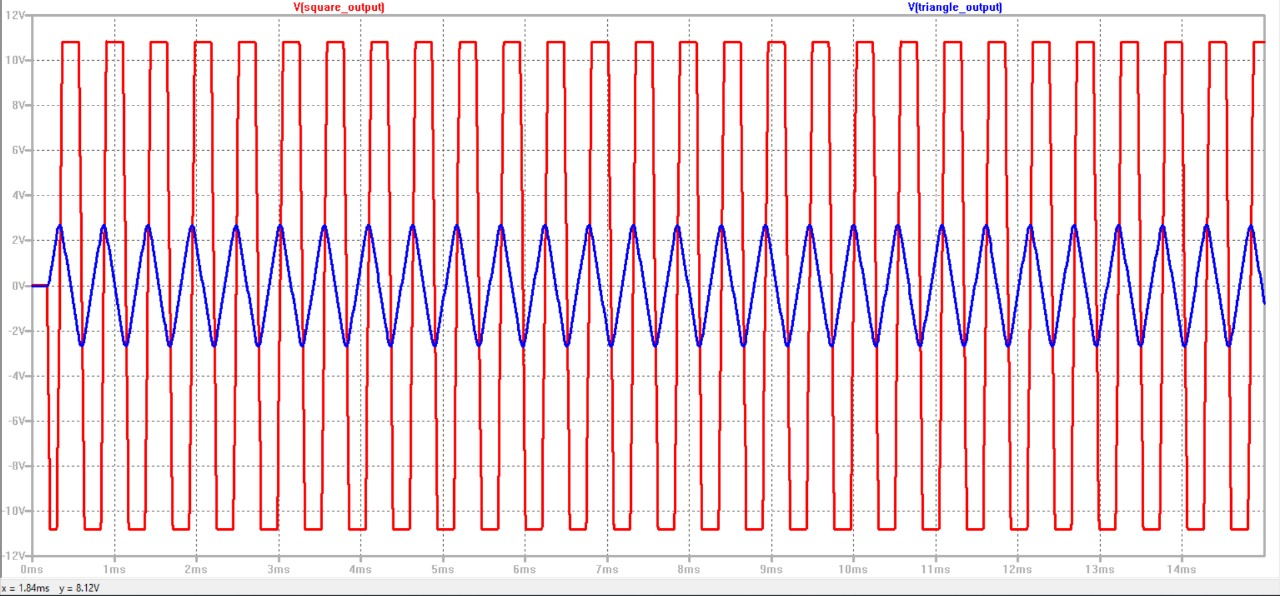 V(square_output) V(triangle_output)
12V
10V
8V
6V
4V
2V
0V
-2V
-4V
-6V
-8V
-10V
-12V
0ms 1ms 2ms 3ms 4ms 5ms 6ms 7ms 8ms 9ms 10ms 11ms 12ms 13ms 14ms
x = 1.84ms y = 8.12V